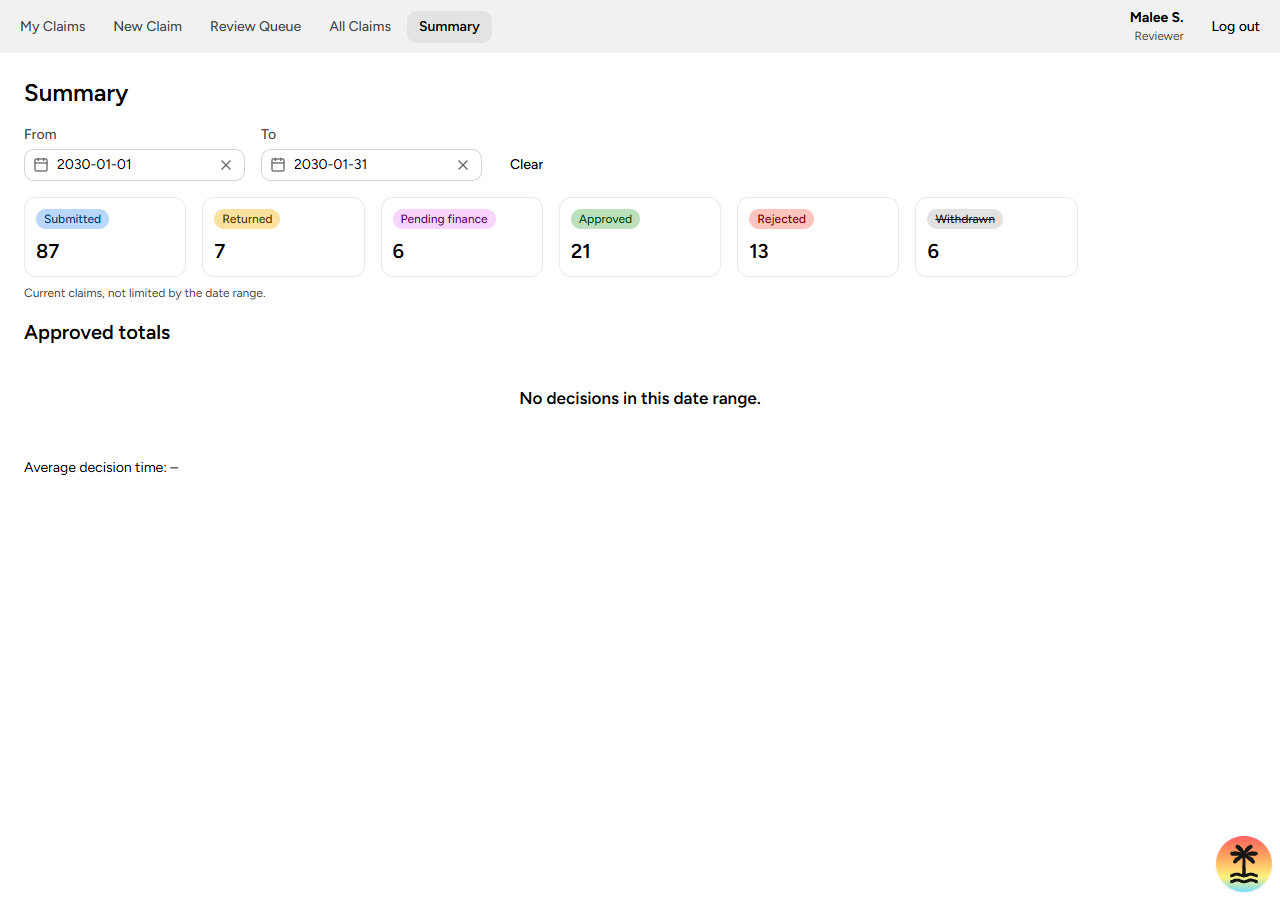 My Claims New Claim Review Queue All Claims Summary Malee S. Reviewer Log out
Summary
From To
2030-01-01 2030-01-31 Clear
Submitted Returned Pending finance Approved Rejected Withdrawn
87 7 6 21 13 6
Current claims, not limited by the date range.
Approved totals
No decisions in this date range.
Average decision time: –